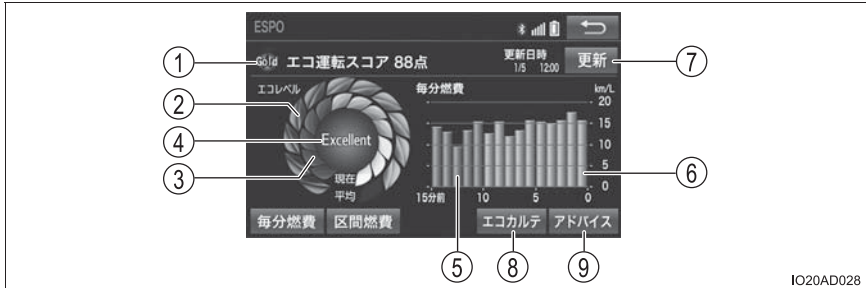 ESPO
① Gold エコ運転スコア 88点 更新日時 1/5 12:00 更新 ⑦
エコレベル 毎分燃費 km/L
② 20
④ Excellent 15
10
③ 5 ⑥
現在 0
平均 15分前 10 5 0
毎分燃費 区間燃費 エコカルテ アドバイス
⑤ ⑧ ⑨
IO20AD028